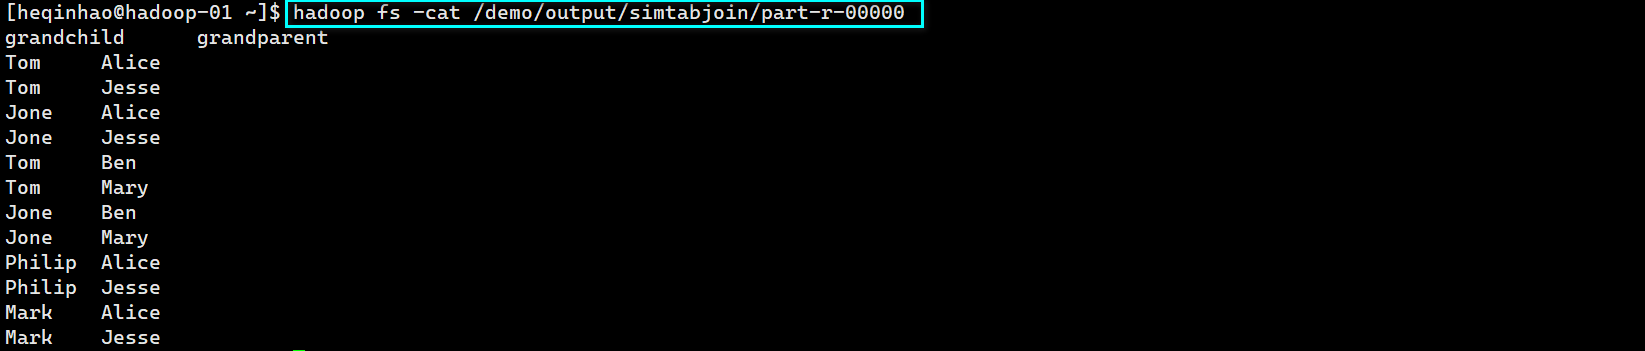 [heqinhao@hadoop-01 ~]$ hadoop fs -cat /demo/output/simtabjoin/part-r-00000
grandchild      grandparent
Tom     Alice
Tom     Jesse
Jone    Alice
Jone    Jesse
Tom     Ben
Tom     Mary
Jone    Ben
Jone    Mary
Philip  Alice
Philip  Jesse
Mark    Alice
Mark    Jesse